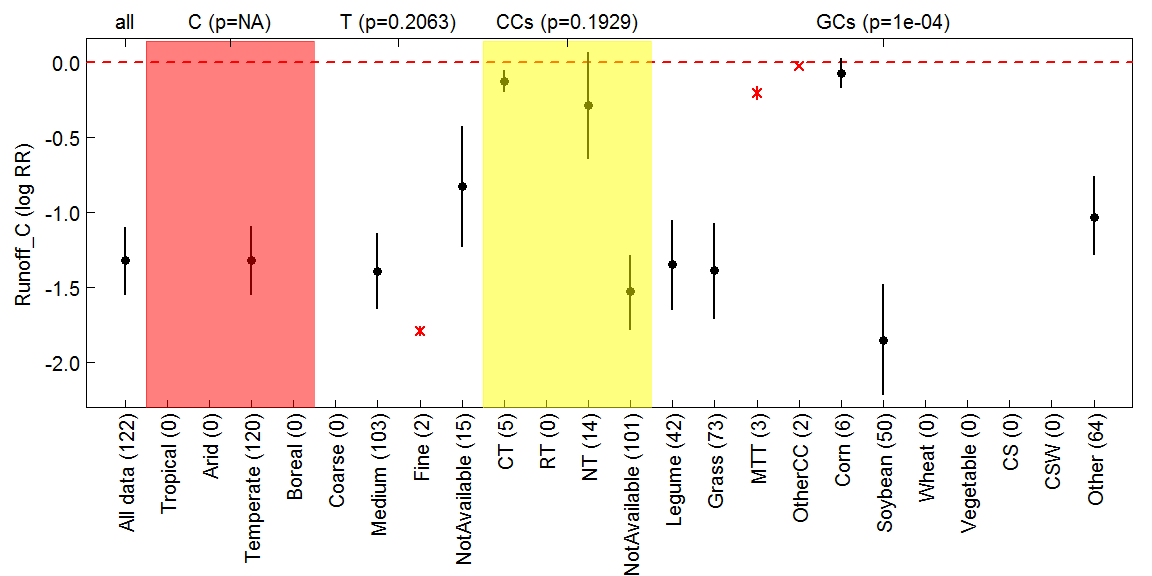 all
C (p=NA)
T (p=0.2063)
CCs (p=0.1929)
GCs (p=1e-04)
Runoff_C (log RR)
0.0
-0.5
-1.0
-1.5
-2.0
All data (122)
Tropical (0)
Arid (0)
Temperate (120)
Boreal (0)
Coarse (0)
Medium (103)
Fine (2)
NotAvailable (15)
CT (5)
RT (0)
NT (14)
NotAvailable (101)
Legume (42)
Grass (73)
MTT (3)
OtherCC (2)
Corn (6)
Soybean (50)
Wheat (0)
Vegetable (0)
CS (0)
CSW (0)
Other (64)